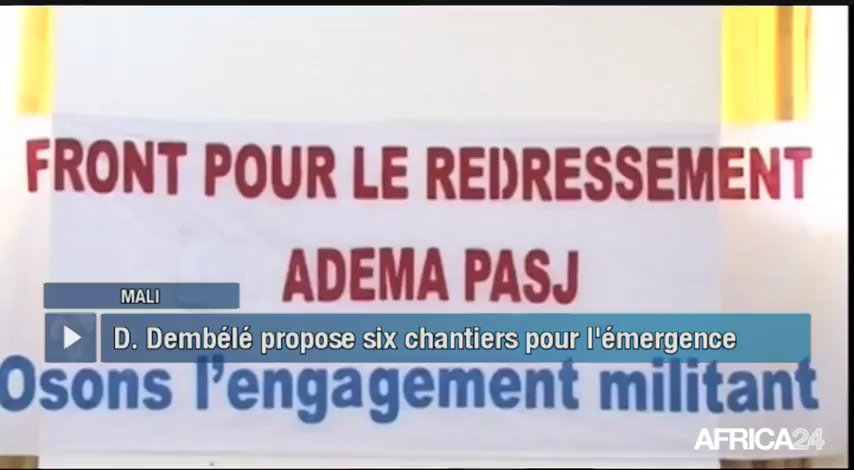 FRONT POUR LE REDRESSEMENT
ADEMA PASJ
MALI
D. Dembélé propose six chantiers pour l'émergence
Osons l'engagement militant
AFRICA24